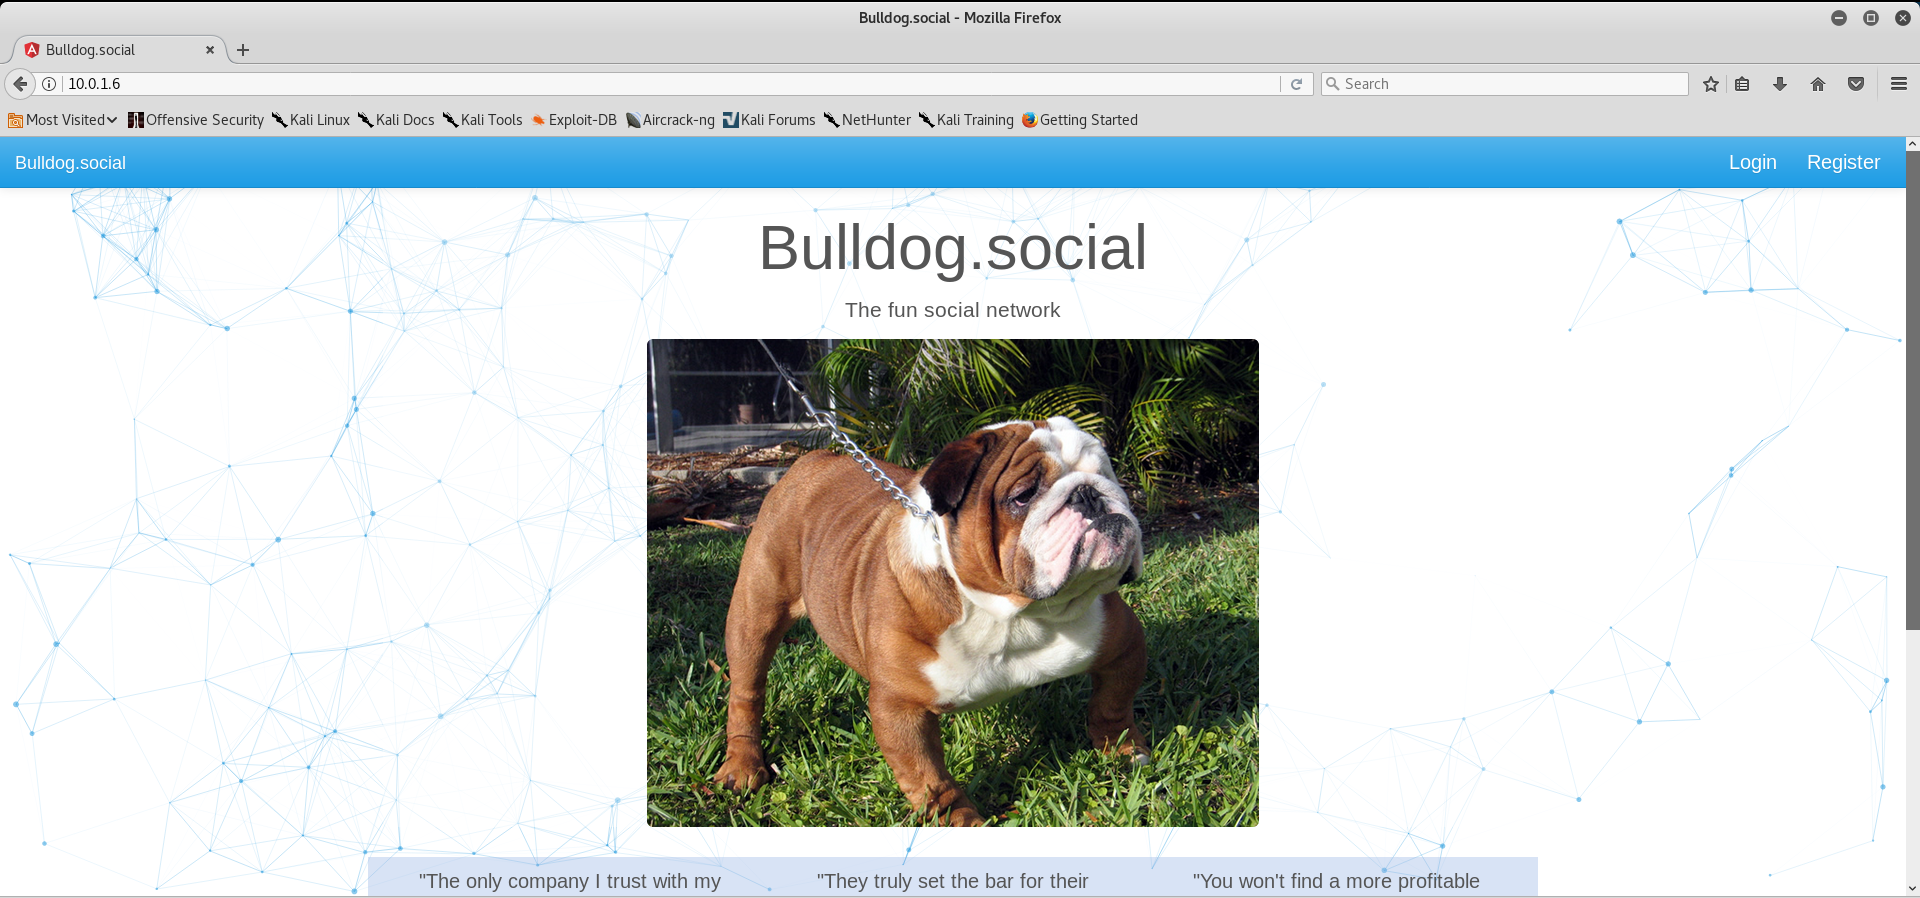 Bulldog.social - Mozilla Firefox
Bulldog.social
10.0.1.6
Search
Most Visited Offensive Security Kali Linux Kali Docs Kali Tools Exploit-DB Aircrack-ng Kali Forums NetHunter Kali Training Getting Started
Bulldog.social Login Register
Bulldog.social
The fun social network
"The only company I trust with my "They truly set the bar for their "You won't find a more profitable